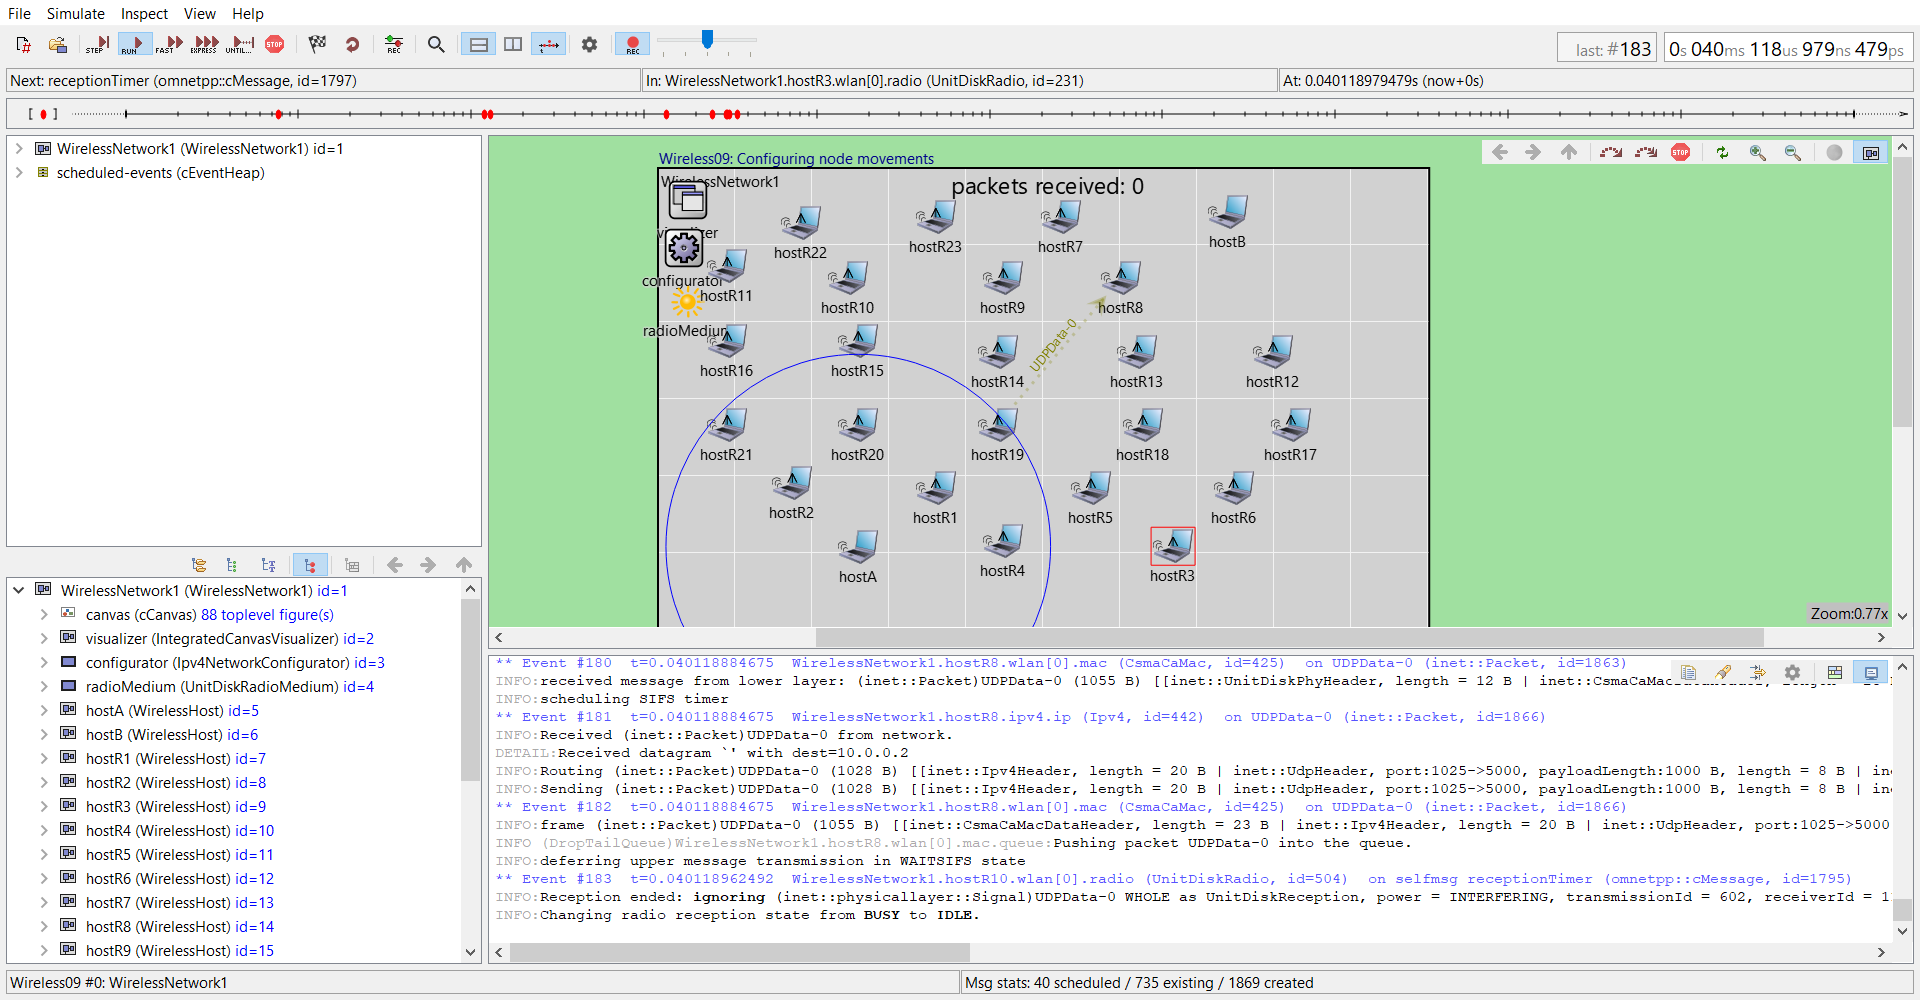 File Simulate Inspect View Help
STEP RUN FAST EXPRESS UNTIL... STOP REC REC
last: #183 0s 040ms 118us 979ns 479ps
Next: receptionTimer (omnetpp::cMessage, id=1797) In: WirelessNetwork1.hostR3.wlan[0].radio (UnitDiskRadio, id=231) At: 0.040118979479s (now+0s)
WirelessNetwork1 (WirelessNetwork1) id=1
scheduled-events (cEventHeap)
WirelessNetwork1 (WirelessNetwork1) id=1
canvas (cCanvas) 88 toplevel figure(s)
visualizer (IntegratedCanvasVisualizer) id=2
configurator (Ipv4NetworkConfigurator) id=3
radioMedium (UnitDiskRadioMedium) id=4
hostA (WirelessHost) id=5
hostB (WirelessHost) id=6
hostR1 (WirelessHost) id=7
hostR2 (WirelessHost) id=8
hostR3 (WirelessHost) id=9
hostR4 (WirelessHost) id=10
hostR5 (WirelessHost) id=11
hostR6 (WirelessHost) id=12
hostR7 (WirelessHost) id=13
hostR8 (WirelessHost) id=14
hostR9 (WirelessHost) id=15
Wireless09: Configuring node movements
STOP
WirelessNetwork1
packets received: 0
visualizer
hostR22 hostR23 hostR7 hostB
configurator
hostR11 hostR10 hostR9 hostR8
radioMedium
UDPData-0
hostR16 hostR15 hostR14 hostR13 hostR12
hostR21 hostR20 hostR19 hostR18 hostR17
hostR2 hostR1 hostR5 hostR6
hostA hostR4 hostR3
Zoom:0.77x
** Event #180 t=0.040118884675 WirelessNetwork1.hostR8.wlan[0].mac (CsmaCaMac, id=425) on UDPData-0 (inet::Packet, id=1863)
INFO:received message from lower layer: (inet::Packet)UDPData-0 (1055 B) [[inet::UnitDiskPhyHeader, length = 12 B |
INFO:scheduling SIFS timer
** Event #181 t=0.040118884675 WirelessNetwork1.hostR8.ipv4.ip (Ipv4, id=442) on UDPData-0 (inet::Packet, id=1866)
INFO:Received (inet::Packet)UDPData-0 from network.
DETAIL:Received datagram `' with dest=10.0.0.2
INFO:Routing (inet::Packet)UDPData-0 (1028 B) [[inet::Ipv4Header, length = 20 B | inet::UdpHeader, port:1025->5000, payloadLength:1000 B, length = 8 B |
INFO:Sending (inet::Packet)UDPData-0 (1028 B) [[inet::Ipv4Header, length = 20 B | inet::UdpHeader, port:1025->5000, payloadLength:1000 B, length = 8 B |
** Event #182 t=0.040118884675 WirelessNetwork1.hostR8.wlan[0].mac (CsmaCaMac, id=425) on UDPData-0 (inet::Packet, id=1866)
INFO:frame (inet::Packet)UDPData-0 (1055 B) [[inet::CsmaCaMacDataHeader, length = 23 B | inet::Ipv4Header, length = 20 B | inet::UdpHeader, port:1025->5000
INFO (DropTailQueue)WirelessNetwork1.hostR8.wlan[0].mac.queue:Pushing packet UDPData-0 into the queue.
INFO:deferring upper message transmission in WAITSIFS state
** Event #183 t=0.040118962492 WirelessNetwork1.hostR10.wlan[0].radio (UnitDiskRadio, id=504) on selfmsg receptionTimer (omnetpp::cMessage, id=1795)
INFO:Reception ended: ignoring (inet::physicallayer::Signal)UDPData-0 WHOLE as UnitDiskReception, power = INTERFERING, transmissionId = 602, receiverId =
INFO:Changing radio reception state from BUSY to IDLE.
Wireless09 #0: WirelessNetwork1 Msg stats: 40 scheduled / 735 existing / 1869 created